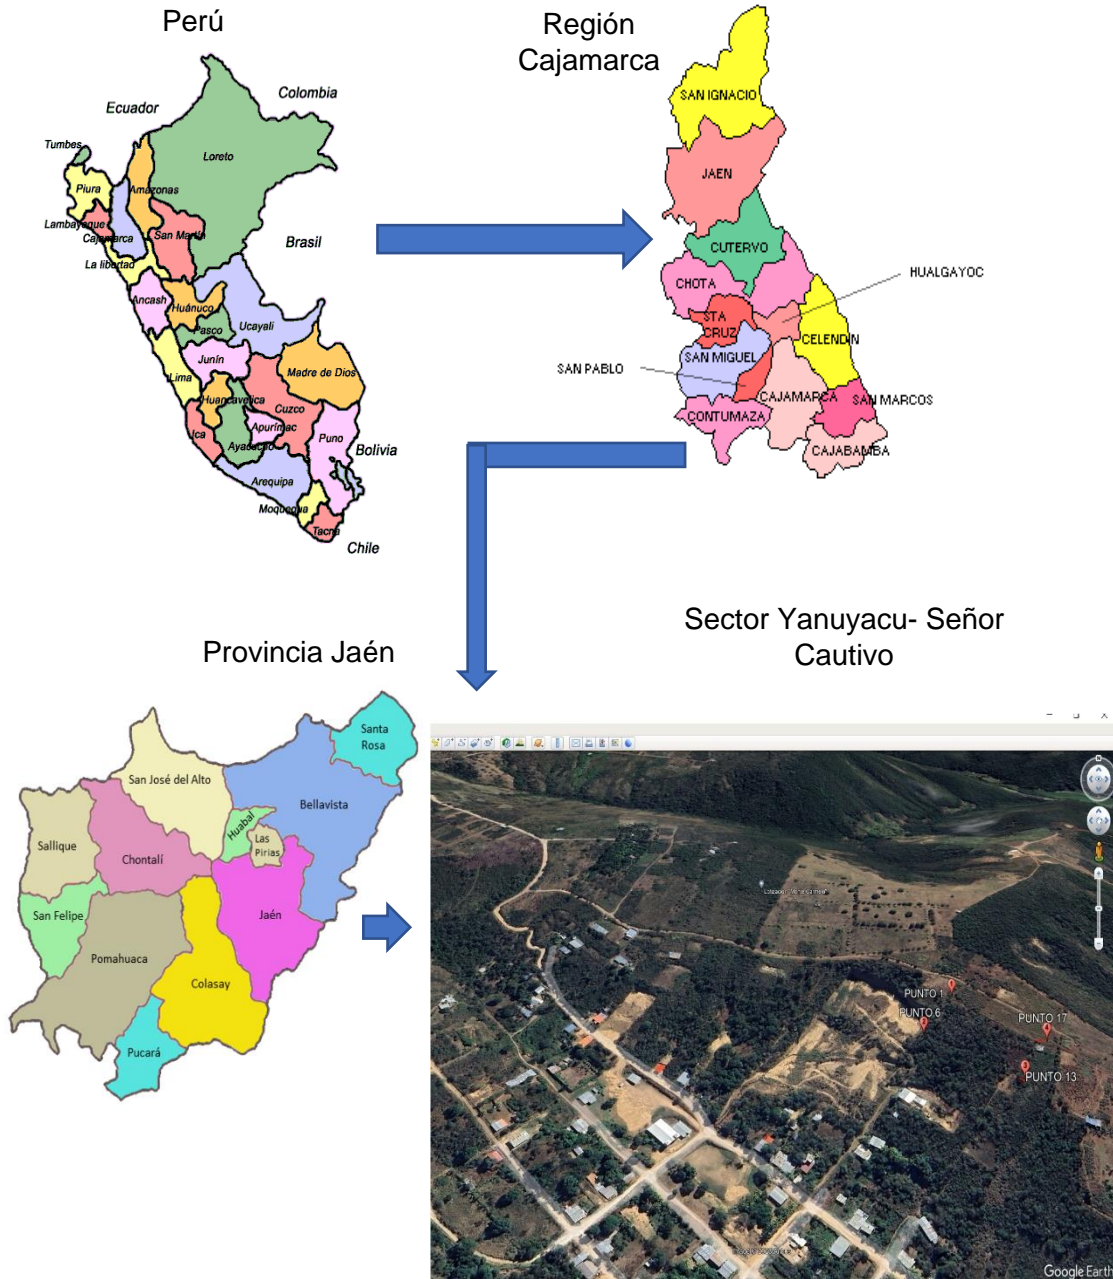 Perú
Región
Cajamarca
Colombia
Ecuador
Tumbes
Loreto
Piura
Amazonas
Lambayeque
San Martín
Cajamarca
Brasil
La libertad
Ancash
Huánuco
Ucayali
Pasco
Junín
Lima
Madre de Dios
Huancavelica
Cuzco
Ica
Apurímac
Puno
Ayacucho
Bolivia
Arequipa
Moquegua
Tacna
Chile
SAN IGNACIO
JAEN
CUTERVO
CHOTA
HUALGAYOC
STA
CRUZ
CELENDIN
SAN MIGUEL
SAN PABLO
CAJAMARCA
SAN MARCOS
CONTUMAZA
CAJABAMBA
Provincia Jaén
Sector Yanuyacu- Señor
Cautivo
Santa
Rosa
San José del Alto
Bellavista
Huabal
Las
Pirias
Sallique
Chontalí
San Felipe
Jaén
Pomahuaca
Colasay
Pucará
PUNTO 1
PUNTO 6
PUNTO 17
PUNTO 13
Google Earth